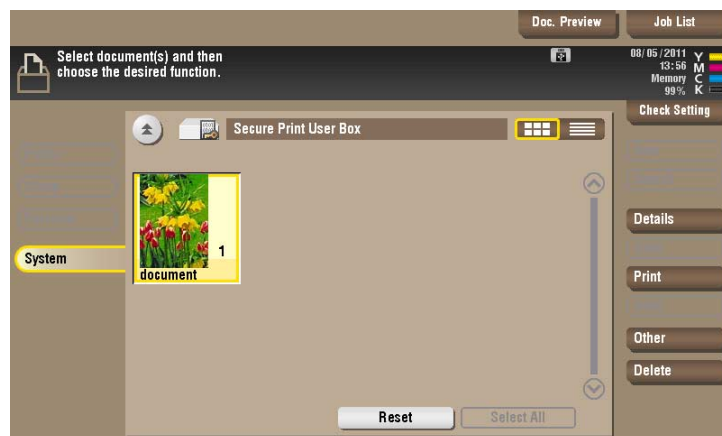 Doc. Preview
Job List
Select document(s) and then
choose the desired function.
08/05/2011
13:56
Memory
99%
Y
M
C
K
Check Setting
Secure Print User Box
System
1
document
Details
Print
Other
Delete
Reset
Select All